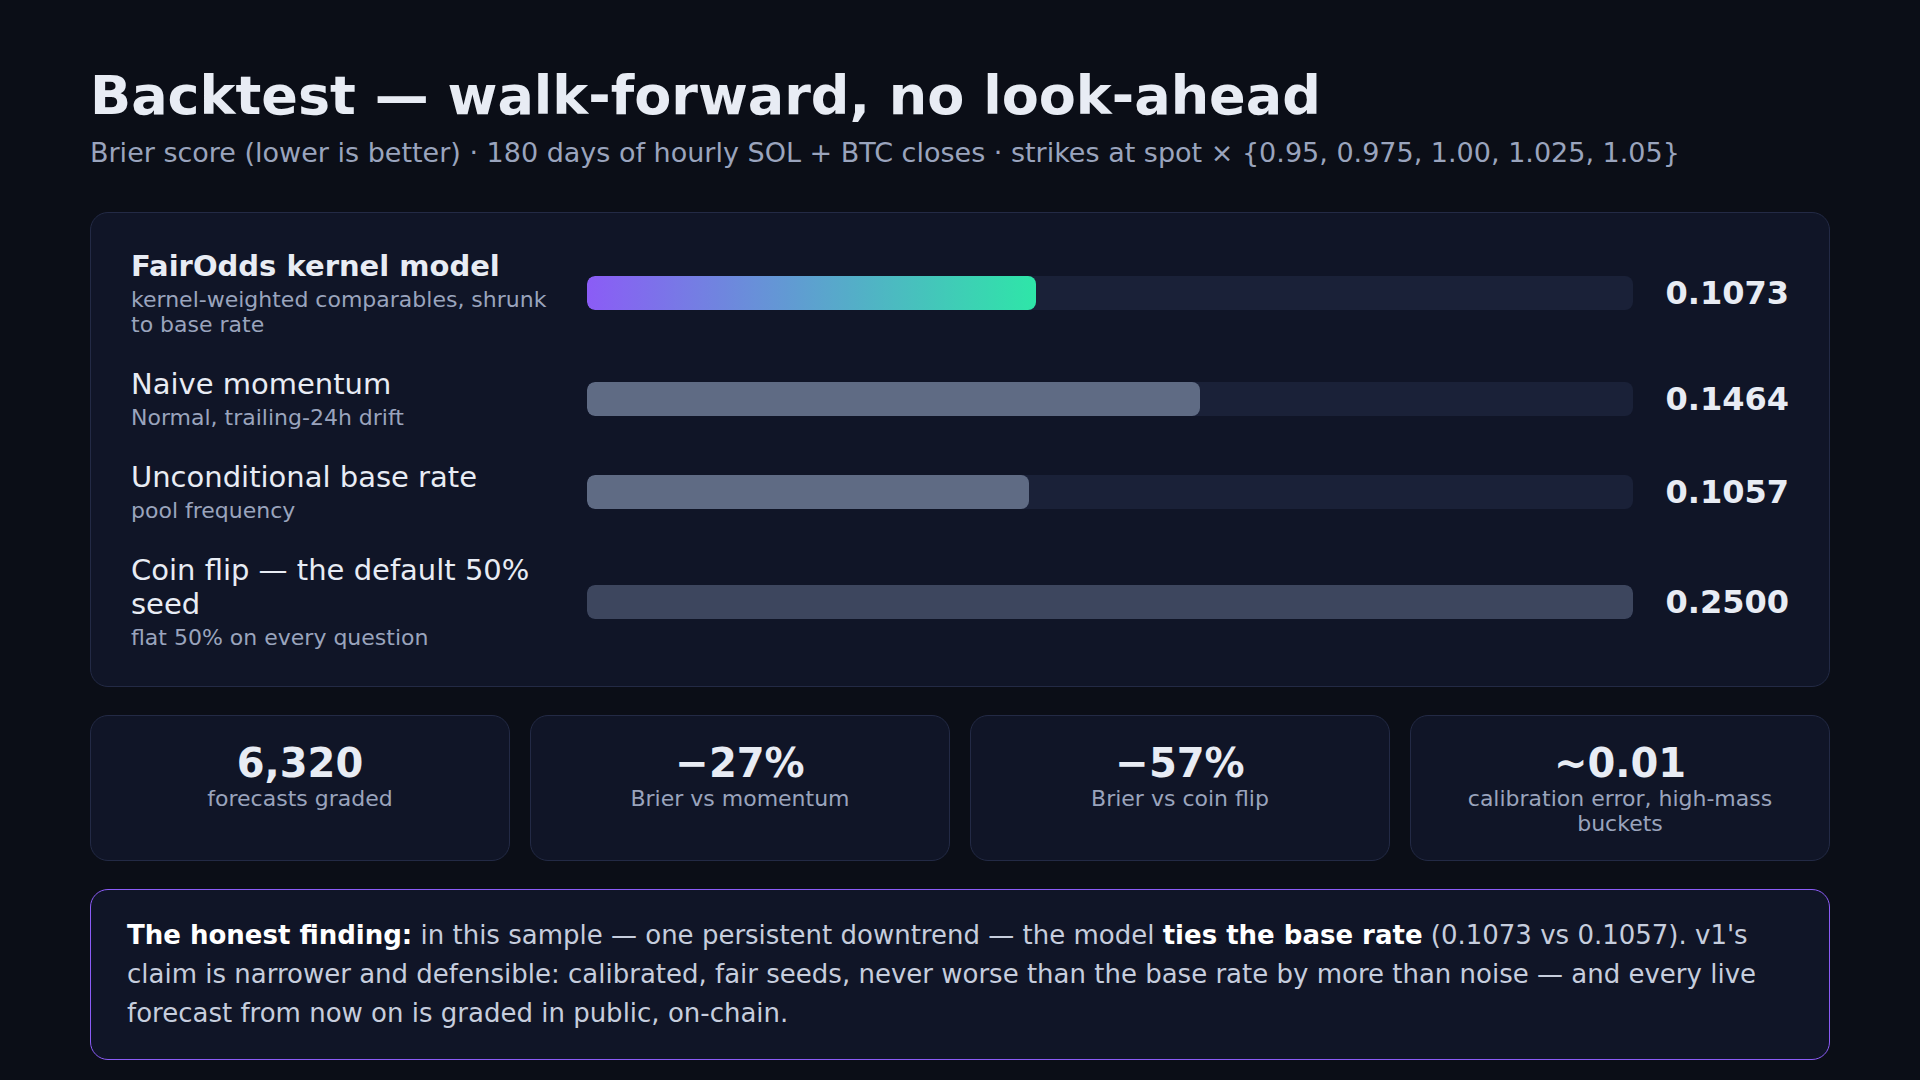 Backtest — walk-forward, no look-ahead
Brier score (lower is better) · 180 days of hourly SOL + BTC closes · strikes at spot × {0.95, 0.975, 1.00, 1.025, 1.05}
FairOdds kernel model
kernel-weighted comparables, shrunk
to base rate
0.1073
Naive momentum
Normal, trailing-24h drift
0.1464
Unconditional base rate
pool frequency
0.1057
Coin flip — the default 50%
seed
flat 50% on every question
0.2500
6,320
forecasts graded
−27%
Brier vs momentum
−57%
Brier vs coin flip
~0.01
calibration error, high-mass
buckets
The honest finding: in this sample — one persistent downtrend — the model ties the base rate (0.1073 vs 0.1057). v1's
claim is narrower and defensible: calibrated, fair seeds, never worse than the base rate by more than noise — and every live
forecast from now on is graded in public, on-chain.